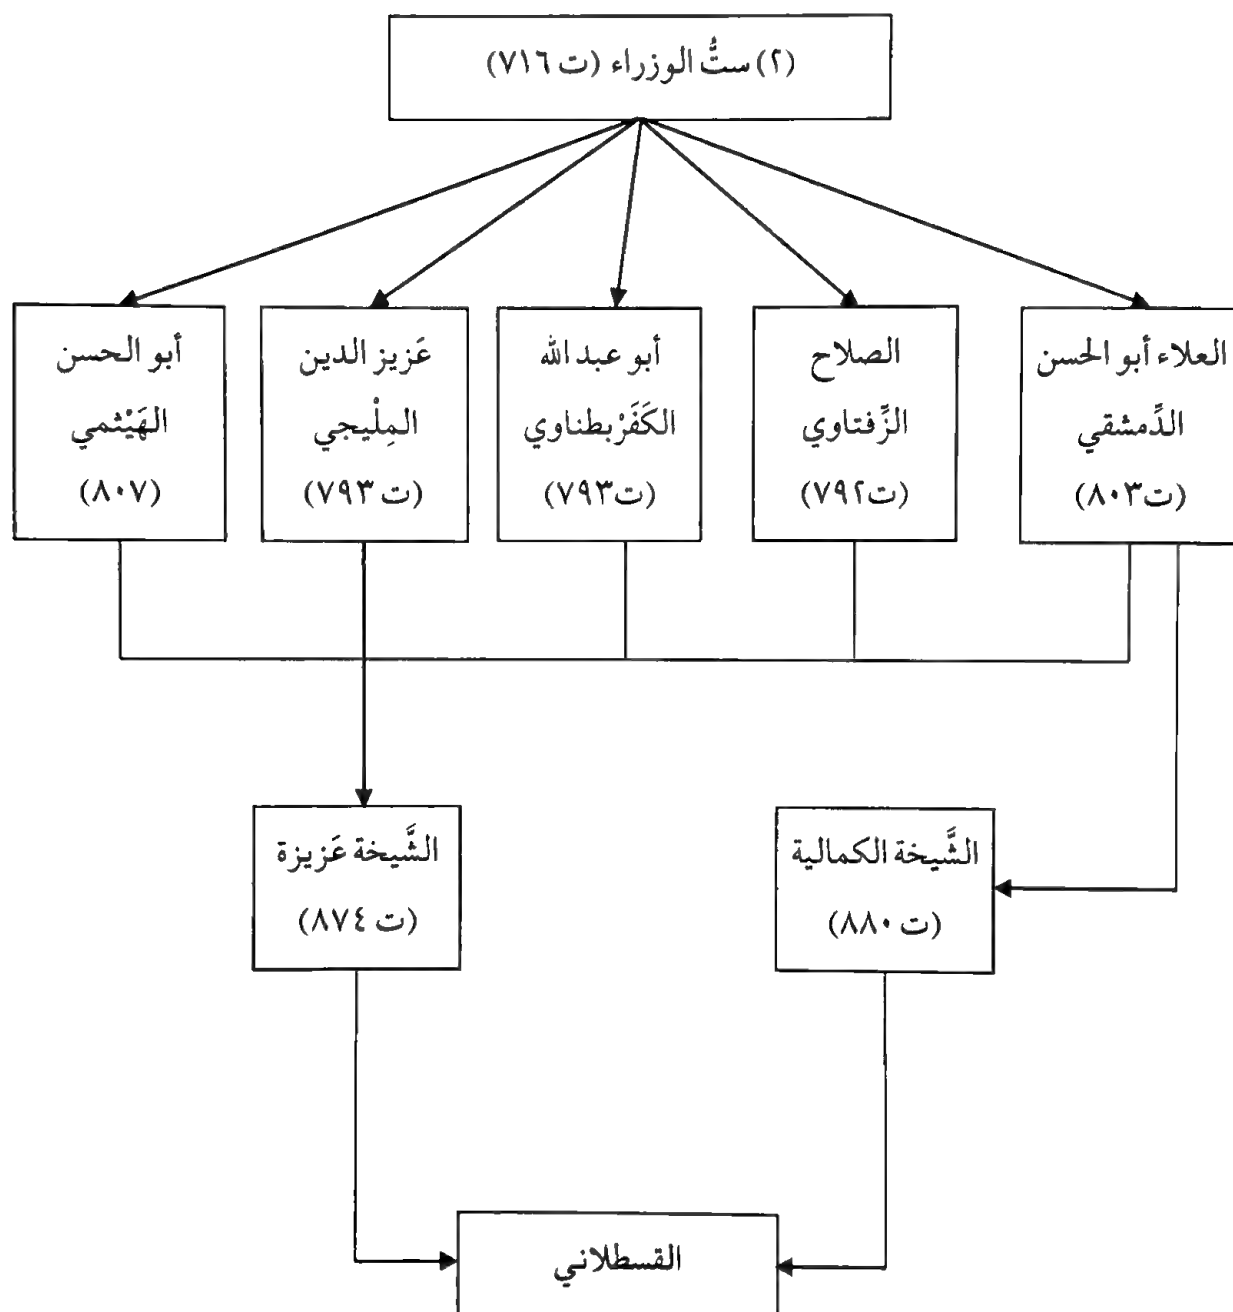 (٢) ستُّ الوزراء (ت ٧١٦)
العلاء أبو الحسن
الدِّمشقي
(ت٨٠٣)
الصلاح
الزِّفتاوي
(ت٧٩٢)
أبو عبد الله
الكَفَرْبطناوي
(ت٧٩٣)
عَزيز الدين
المِلْيجي
(ت ٧٩٣)
أبو الحسن
الهَيْثمي
(٨٠٧)
الشَّيخة الكمالية
(ت ٨٨٠)
الشَّيخة عَزيزة
(ت ٨٧٤)
القسطلاني